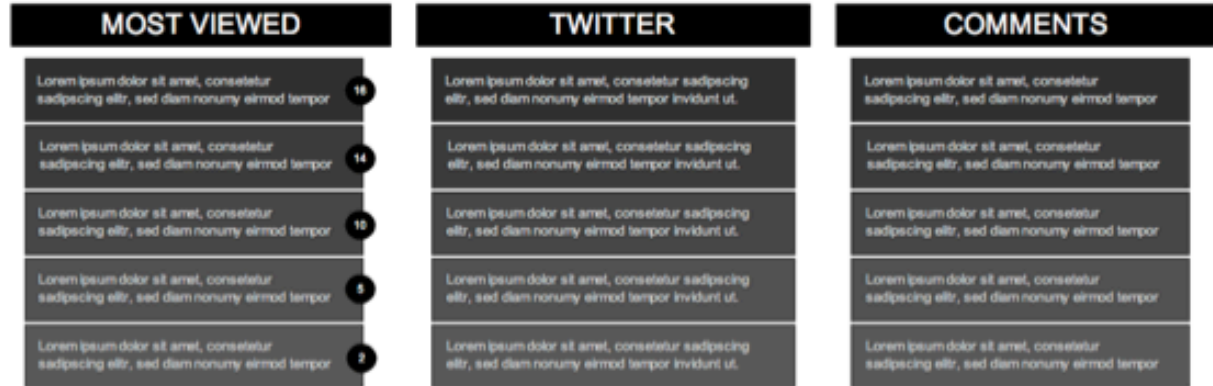 MOST VIEWED
Lorem ipsum dolor sit amet, consetetur
sadipscing elitr, sed diam nonumy eirmod tempor
16
Lorem ipsum dolor sit amet, consetetur
sadipscing elitr, sed diam nonumy eirmod tempor
14
Lorem ipsum dolor sit amet, consetetur
sadipscing elitr, sed diam nonumy eirmod tempor
10
Lorem ipsum dolor sit amet, consetetur
sadipscing elitr, sed diam nonumy eirmod tempor
5
Lorem ipsum dolor sit amet, consetetur
sadipscing elitr, sed diam nonumy eirmod tempor
2
TWITTER
Lorem ipsum dolor sit amet, consetetur sadipscing
elitr, sed diam nonumy eirmod tempor invidunt ut.
Lorem ipsum dolor sit amet, consetetur sadipscing
elitr, sed diam nonumy eirmod tempor invidunt ut.
Lorem ipsum dolor sit amet, consetetur sadipscing
elitr, sed diam nonumy eirmod tempor invidunt ut.
Lorem ipsum dolor sit amet, consetetur sadipscing
elitr, sed diam nonumy eirmod tempor invidunt ut.
Lorem ipsum dolor sit amet, consetetur sadipscing
elitr, sed diam nonumy eirmod tempor invidunt ut.
COMMENTS
Lorem ipsum dolor sit amet, consetetur
sadipscing elitr, sed diam nonumy eirmod tempor
Lorem ipsum dolor sit amet, consetetur
sadipscing elitr, sed diam nonumy eirmod tempor
Lorem ipsum dolor sit amet, consetetur
sadipscing elitr, sed diam nonumy eirmod tempor
Lorem ipsum dolor sit amet, consetetur
sadipscing elitr, sed diam nonumy eirmod tempor
Lorem ipsum dolor sit amet, consetetur
sadipscing elitr, sed diam nonumy eirmod tempor